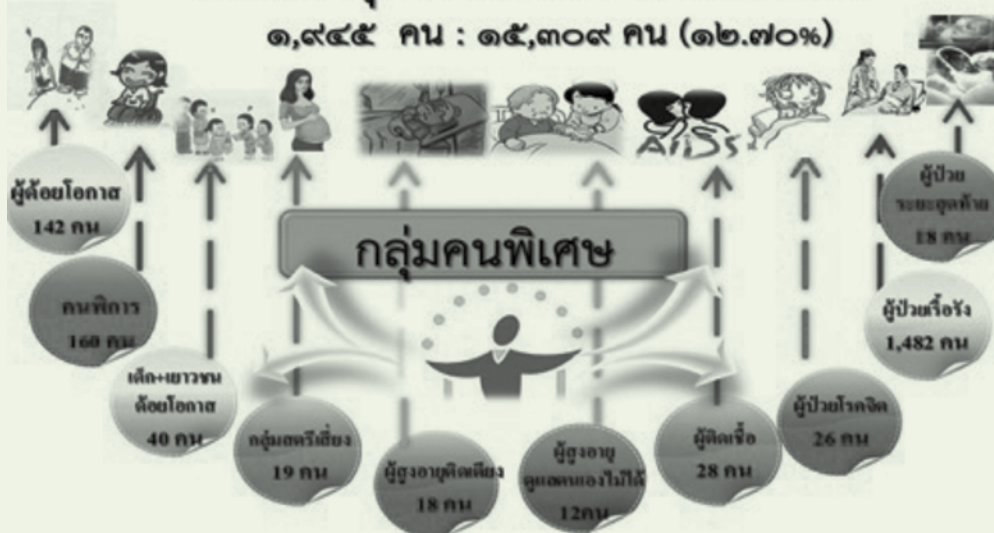 ๑,๙๔๕ คน : ๑๕,๓๐๙ คน (๑๒.๗๐%)
AIDS
ผู้ด้อยโอกาส
142 คน
คนพิการ
160 คน
เด็ก+เยาวชน
ด้อยโอกาส
40 คน
กลุ่มสตรีเสี่ยง
19 คน
ผู้สูงอายุติดเตียง
18 คน
กลุ่มคนพิเศษ
ผู้สูงอายุ
ดูแลตนเองไม่ได้
12คน
ผู้ติดเชื้อ
28 คน
ผู้ป่วยโรคจิต
26 คน
ผู้ป่วยเรื้อรัง
1,482 คน
ผู้ป่วย
ระยะสุดท้าย
18 คน